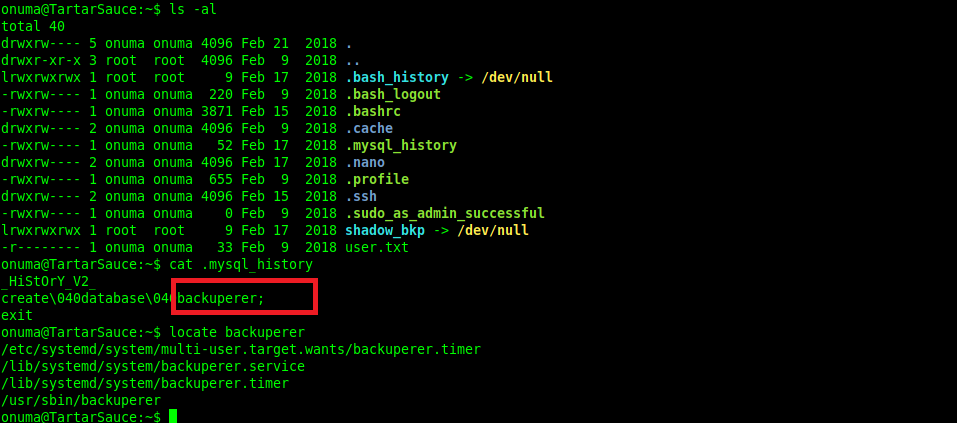 onuma@TartarSauce:~$ ls -al
total 40
drwxrw---- 5 onuma onuma 4096 Feb 21  2018 .
drwxr-xr-x 3 root  root  4096 Feb  9  2018 ..
lrwxrwxrwx 1 root  root     9 Feb 17  2018 .bash_history -> /dev/null
-rwxrw---- 1 onuma onuma  220 Feb  9  2018 .bash_logout
-rwxrw---- 1 onuma onuma 3871 Feb 15  2018 .bashrc
drwxrw---- 2 onuma onuma 4096 Feb  9  2018 .cache
-rwxrw---- 1 onuma onuma   52 Feb 17  2018 .mysql_history
drwxrw---- 2 onuma onuma 4096 Feb 17  2018 .nano
-rwxrw---- 1 onuma onuma  655 Feb  9  2018 .profile
drwxrw---- 2 onuma onuma 4096 Feb 15  2018 .ssh
-rwxrw---- 1 onuma onuma    0 Feb  9  2018 .sudo_as_admin_successful
lrwxrwxrwx 1 root  root     9 Feb 17  2018 shadow_bkp -> /dev/null
-r-------- 1 onuma onuma   33 Feb  9  2018 user.txt
onuma@TartarSauce:~$ cat .mysql_history
_HiStOrY_V2_
create\040database\040backuperer;
exit
onuma@TartarSauce:~$ locate backuperer
/etc/systemd/system/multi-user.target.wants/backuperer.timer
/lib/systemd/system/backuperer.service
/lib/systemd/system/backuperer.timer
/usr/sbin/backuperer
onuma@TartarSauce:~$